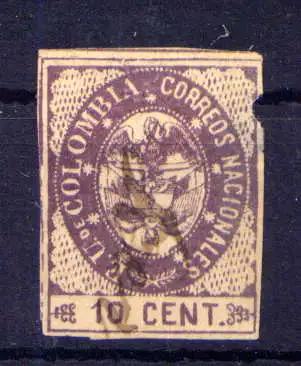 E. U. DE COLOMBIA. CORREOS NACIONALES
10 CENT.